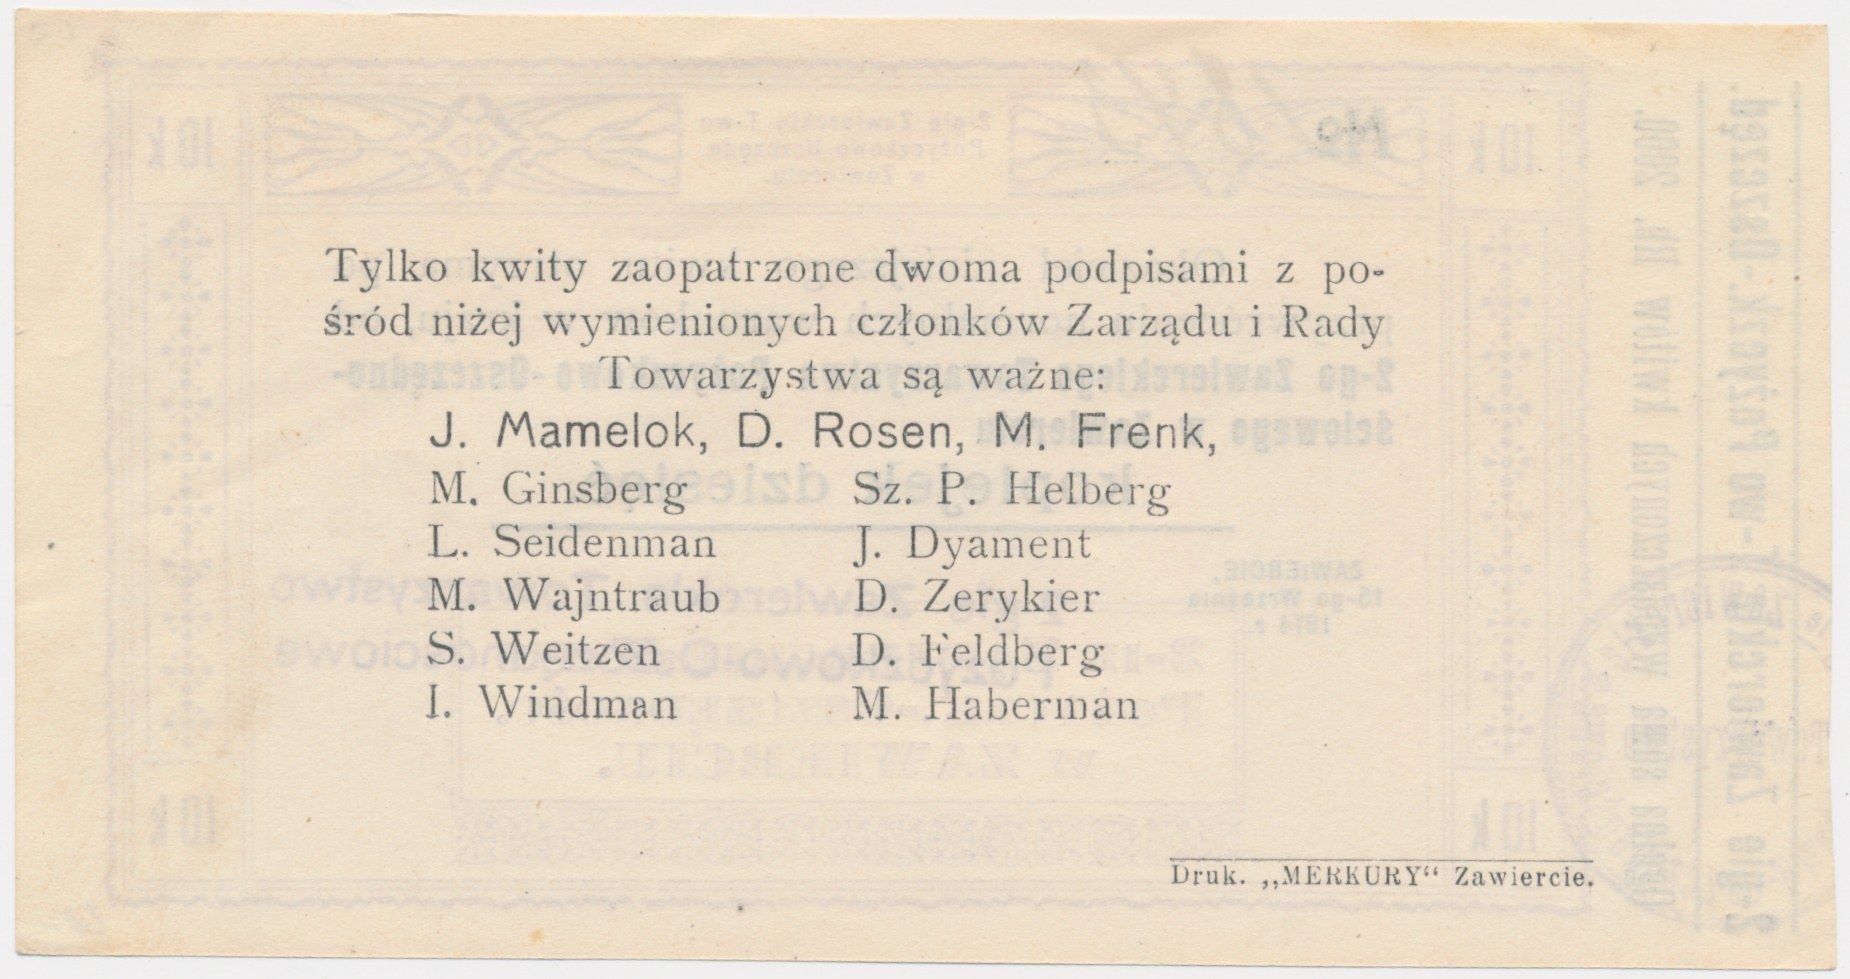 Tylko kwity zaopatrzone dwoma podpisami z po-
śród niżej wymienionych członków Zarządu i Rady
Towarzystwa są ważne:
J. Mamelok, D. Rosen, M. Frenk,
M. Ginsberg Sz. P. Helberg
L. Seidenman J. Dyament
M. Wajntraub D. Zerykier
S. Weitzen D. Feldberg
I. Windman M. Haberman
Druk. „MERKURY“ Zawiercie.